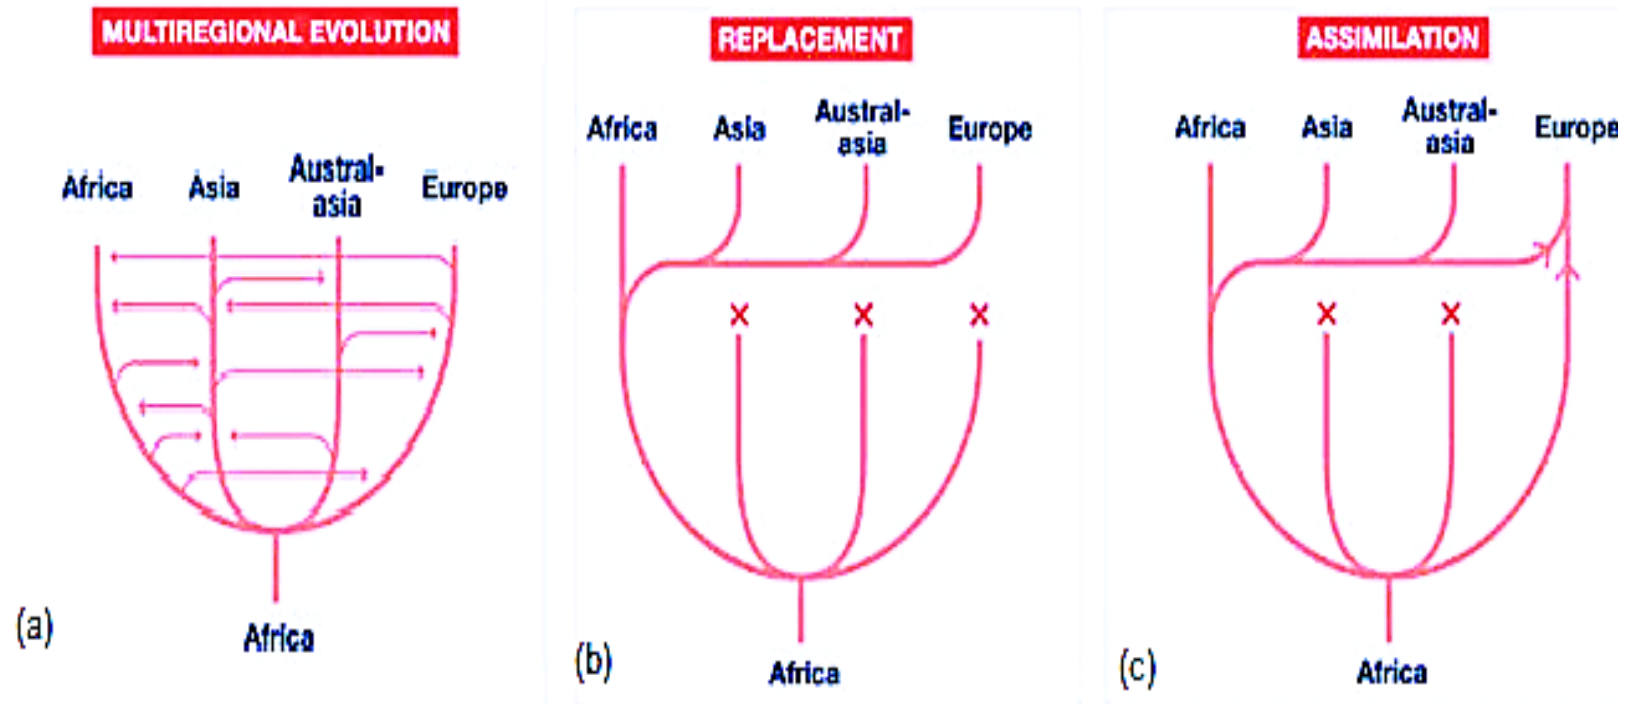 MULTIREGIONAL EVOLUTION
Africa
Asia
Austral-
asia
Europe
(a)
Africa
REPLACEMENT
Africa
Asia
Austral-
asia
Europe
X
X
X
(b)
Africa
ASSIMILATION
Africa
Asia
Austral-
asia
Europe
X
X
(c)
Africa